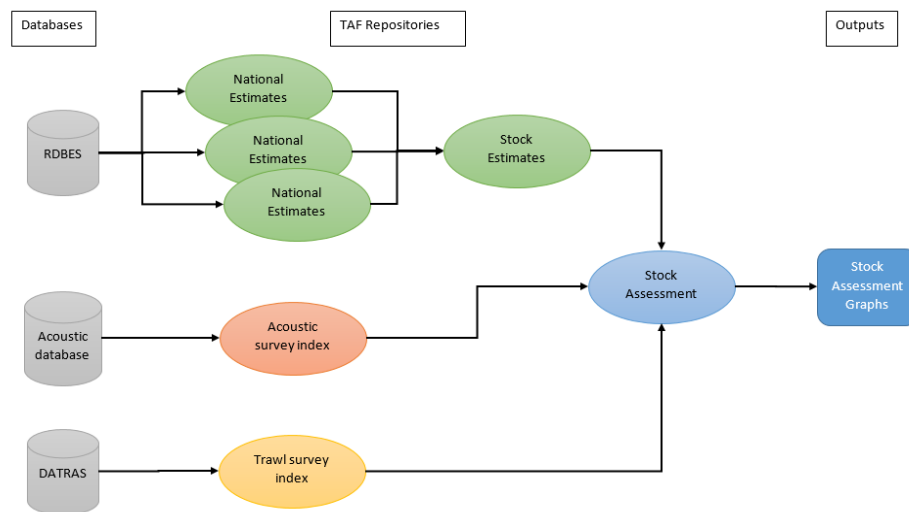 Databases
TAF Repositories
Outputs
National
Estimates
RDBES
National
Estimates
Stock
Estimates
National
Estimates
Stock
Assessment
Stock
Assessment
Graphs
Acoustic
database
Acoustic
survey index
DATRAS
Trawl survey
index